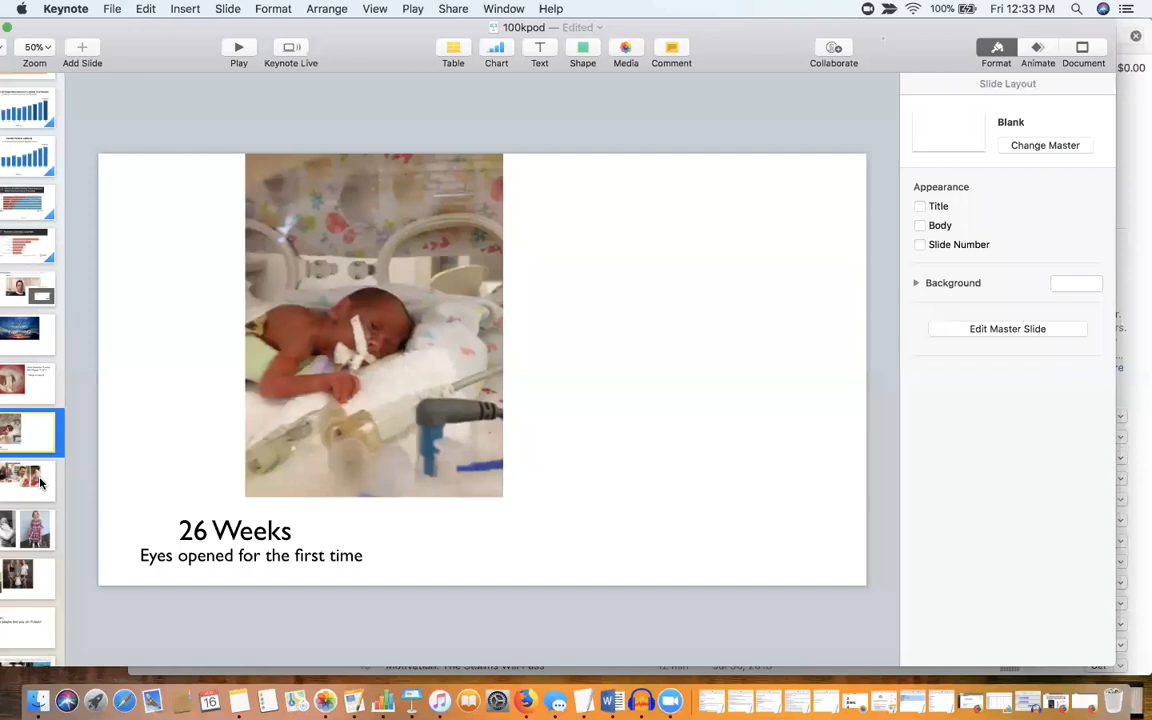 Keynote File Edit Insert Slide Format Arrange View Play Share Window Help 100% Fri 12:33 PM
100kpod — Edited
50%
Zoom Add Slide Play Keynote Live Table Chart Text Shape Media Comment Collaborate Format Animate Document
$0.00
Slide Layout
Blank
Change Master
Appearance
Title
Body
Slide Number
Background
Edit Master Slide
26 Weeks
Eyes opened for the first time
16